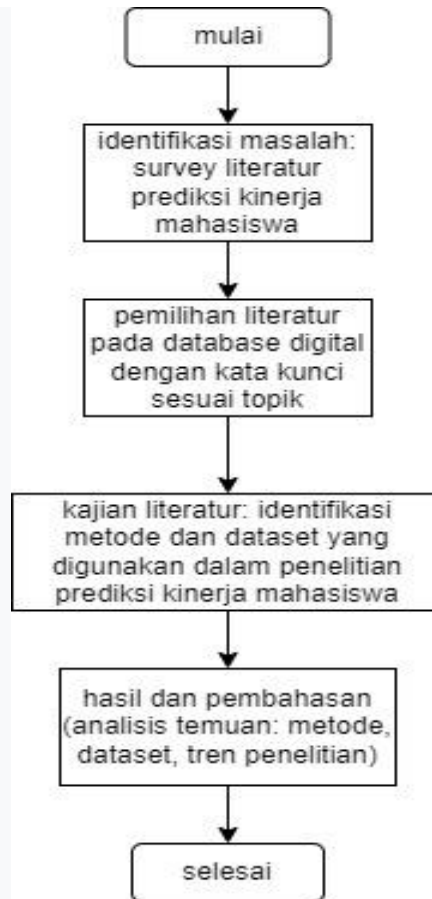 mulai
identifikasi masalah:
survey literatur
prediksi kinerja
mahasiswa
pemilihan literatur
pada database digital
dengan kata kunci
sesuai topik
kajian literatur: identifikasi
metode dan dataset yang
digunakan dalam penelitian
prediksi kinerja mahasiswa
hasil dan pembahasan
(analisis temuan: metode,
dataset, tren penelitian)
selesai